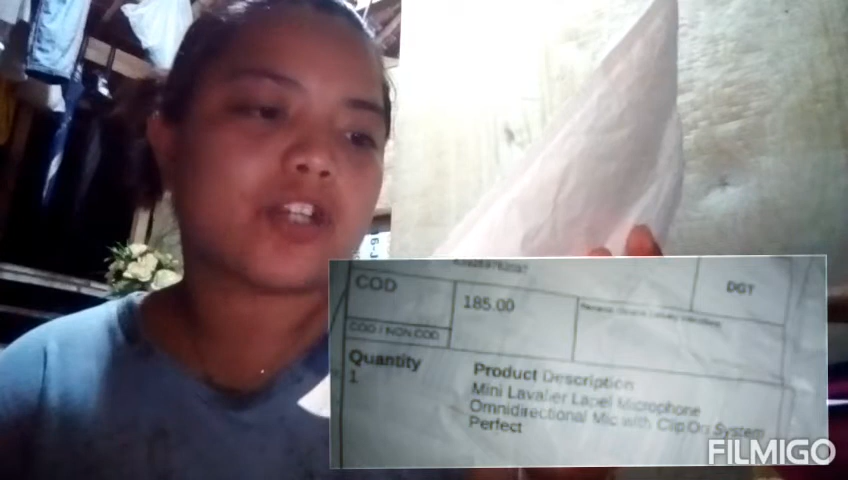 COD
185.00
DGT
COD / NON COD
Quantity
1
Product Description
Mini Lavalier Lapel Microphone
Omnidirectional Mic with Clip On System
Perfect
FILMIGO